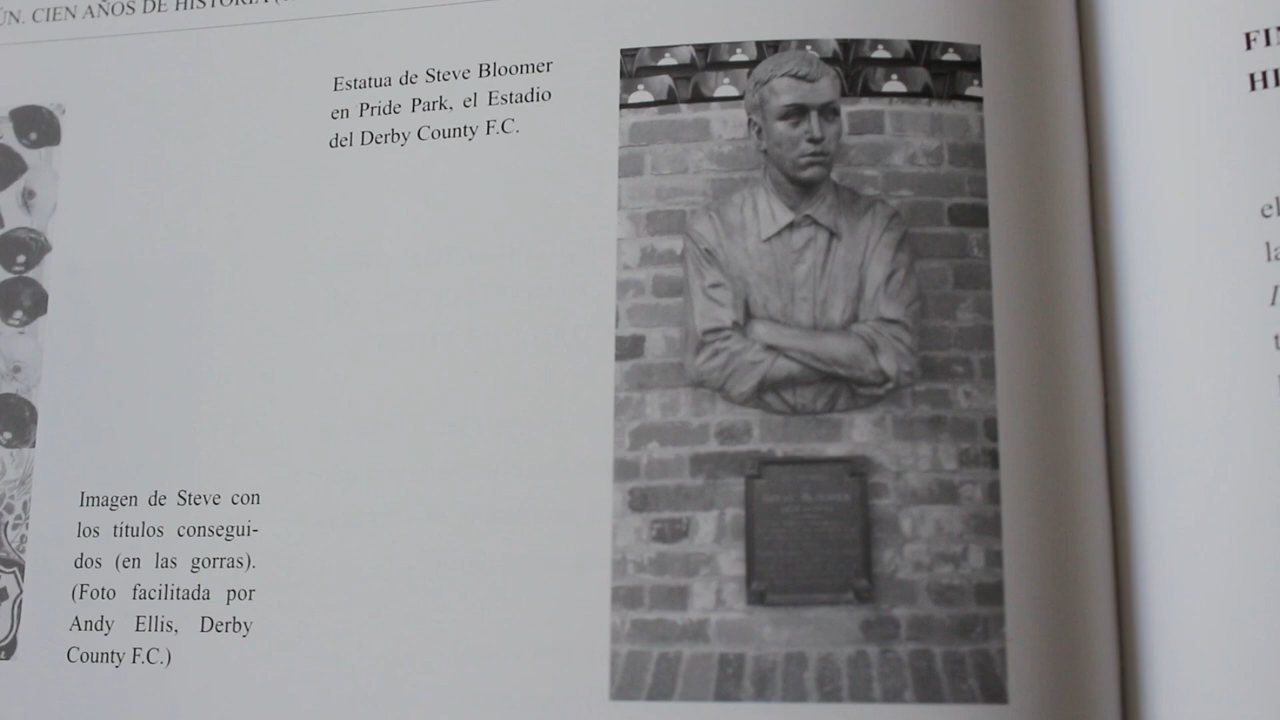 CIEN AÑOS DE HISTORIA
Estatua de Steve Bloomer
en Pride Park, el Estadio
del Derby County F.C.
Imagen de Steve con
los títulos consegui-
dos (en las gorras).
(Foto facilitada por
Andy Ellis, Derby
County F.C.)